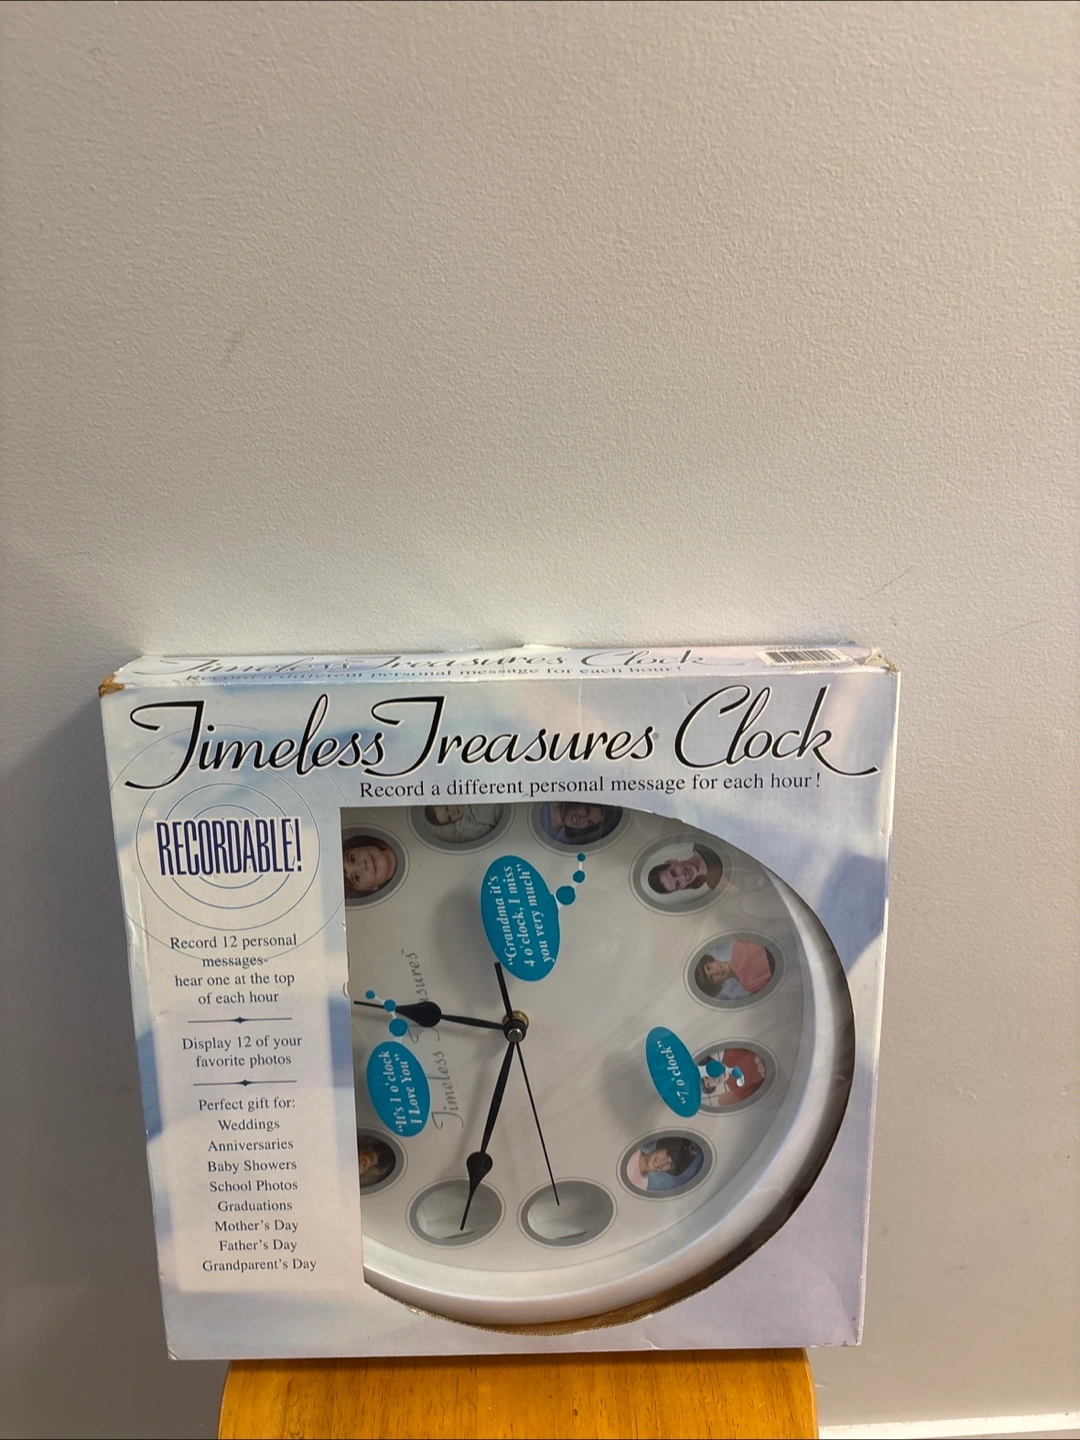 Timeless Treasures Clock
Record a different personal message for each hour!
Timeless Treasures Clock
Record a different personal message for each hour!
RECORDABLE!
Record 12 personal
messages-
hear one at the top
of each hour
Display 12 of your
favorite photos
Perfect gift for:
Weddings
Anniversaries
Baby Showers
School Photos
Graduations
Mother's Day
Father's Day
Grandparent's Day
"Grandma it's
4 o'clock, I miss
you very much"
"It's 1 o'clock
I Love You"
"7 o'clock"
Timeless